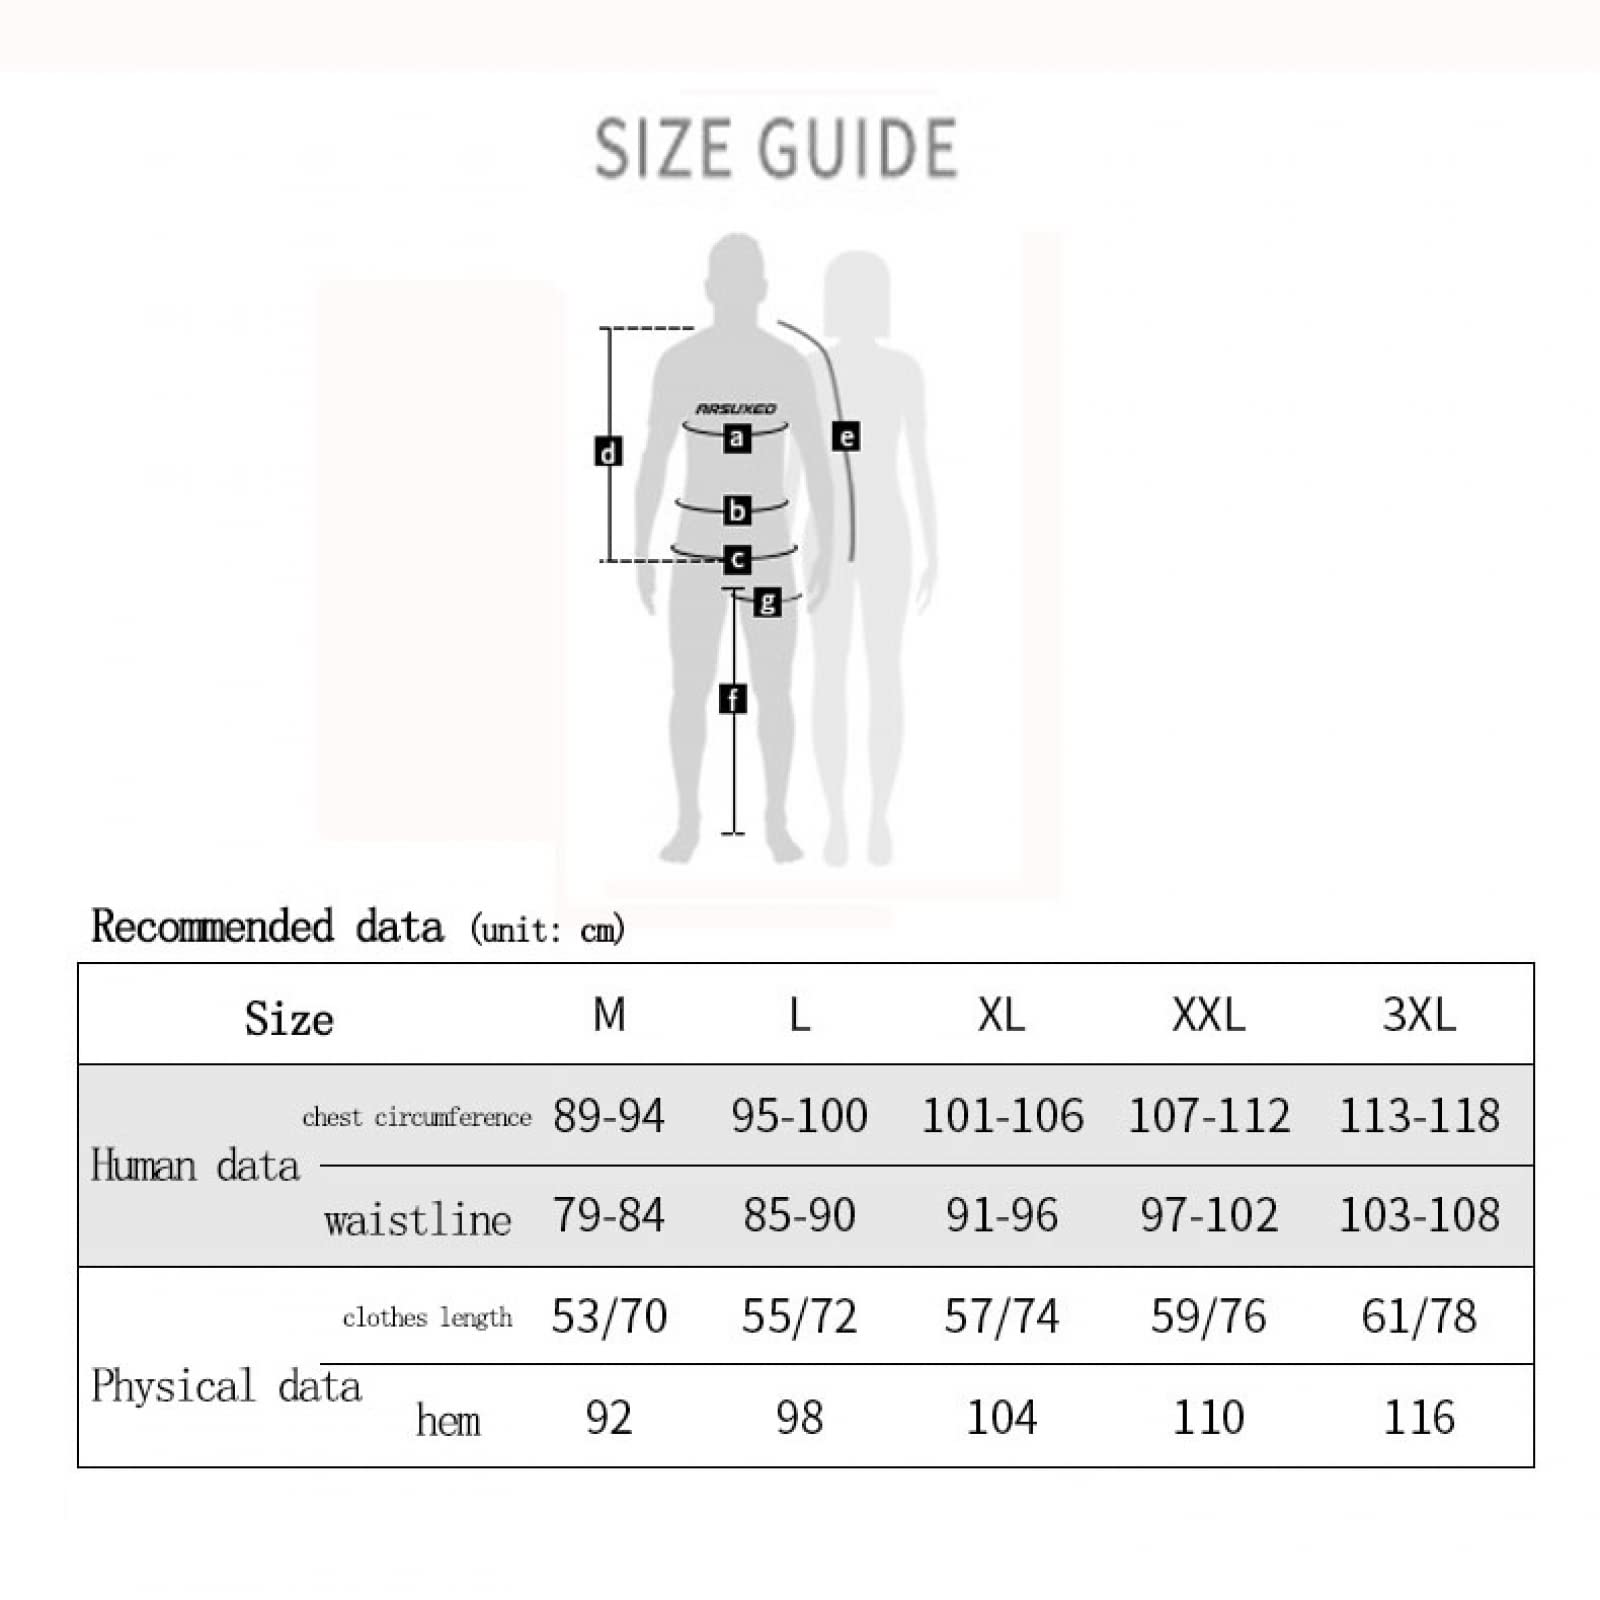 SIZE GUIDE
ARSUXEO
a
e
d
b
c
g
f
Recommended data (unit: cm)
Size M L XL XXL 3XL
Human data
chest circumference 89-94 95-100 101-106 107-112 113-118
waistline 79-84 85-90 91-96 97-102 103-108
Physical data
clothes length 53/70 55/72 57/74 59/76 61/78
hem 92 98 104 110 116